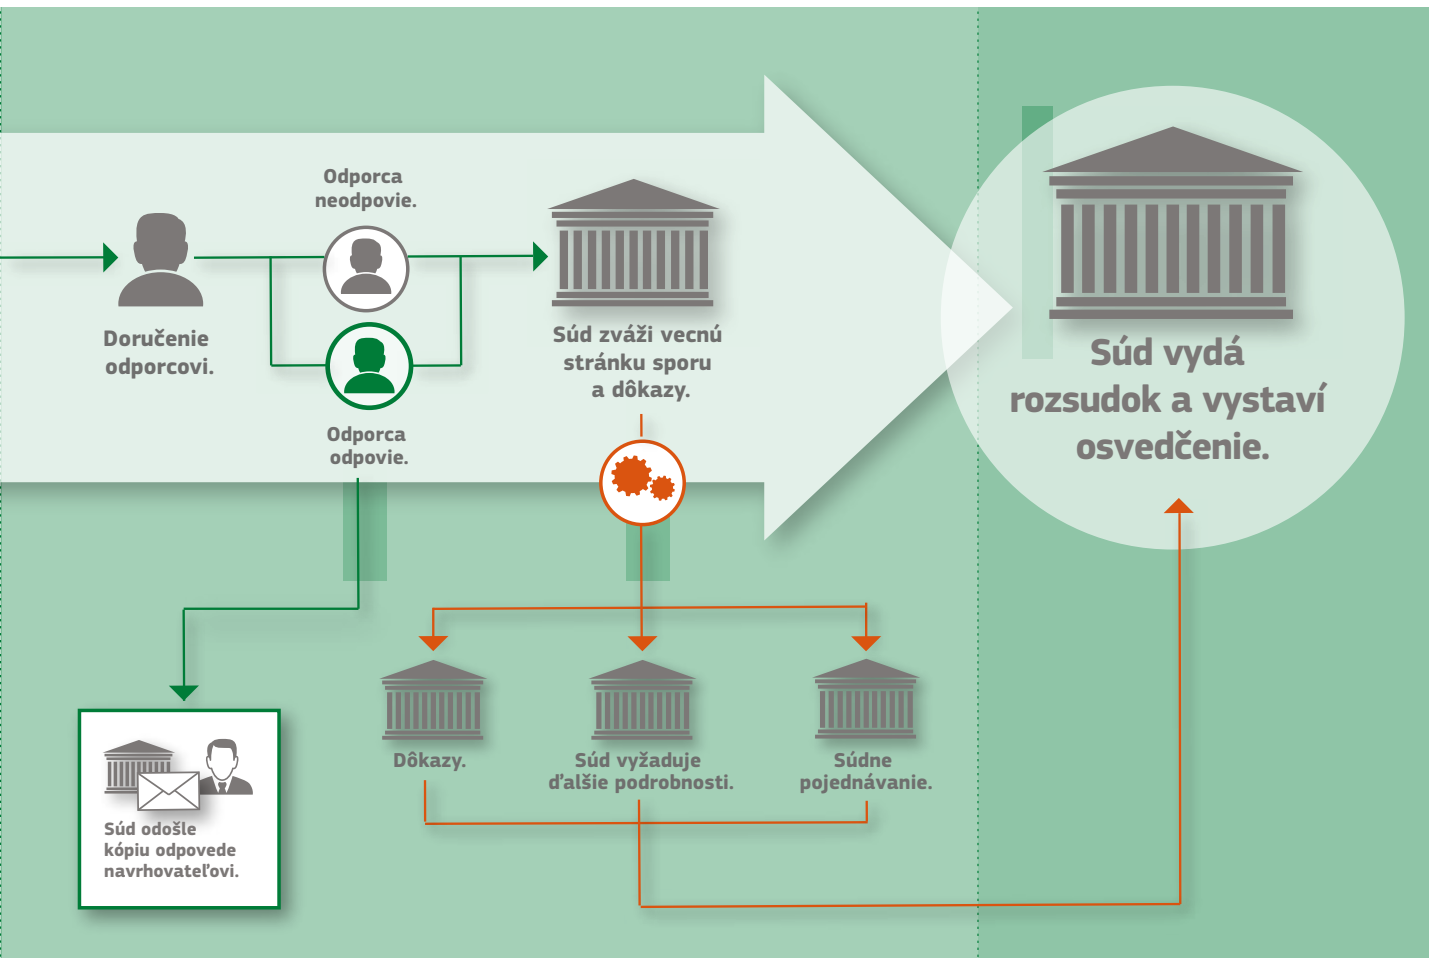 Odporca
neodpovie.
Doručenie
odporcovi.
Odporca
odpovie.
Súd zváži vecnú
stránku sporu
a dôkazy.
Súd vydá
rozsudok a vystaví
osvedčenie.
Dôkazy.
Súd vyžaduje
ďalšie podrobnosti.
Súdne
pojednávanie.
Súd odošle
kópiu odpovede
navrhovateľovi.